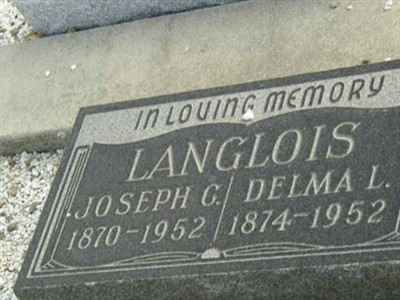 IN LOVING MEMORY
LANGLOIS
JOSEPH C. DELMA L.
1870-1952 1874-1952